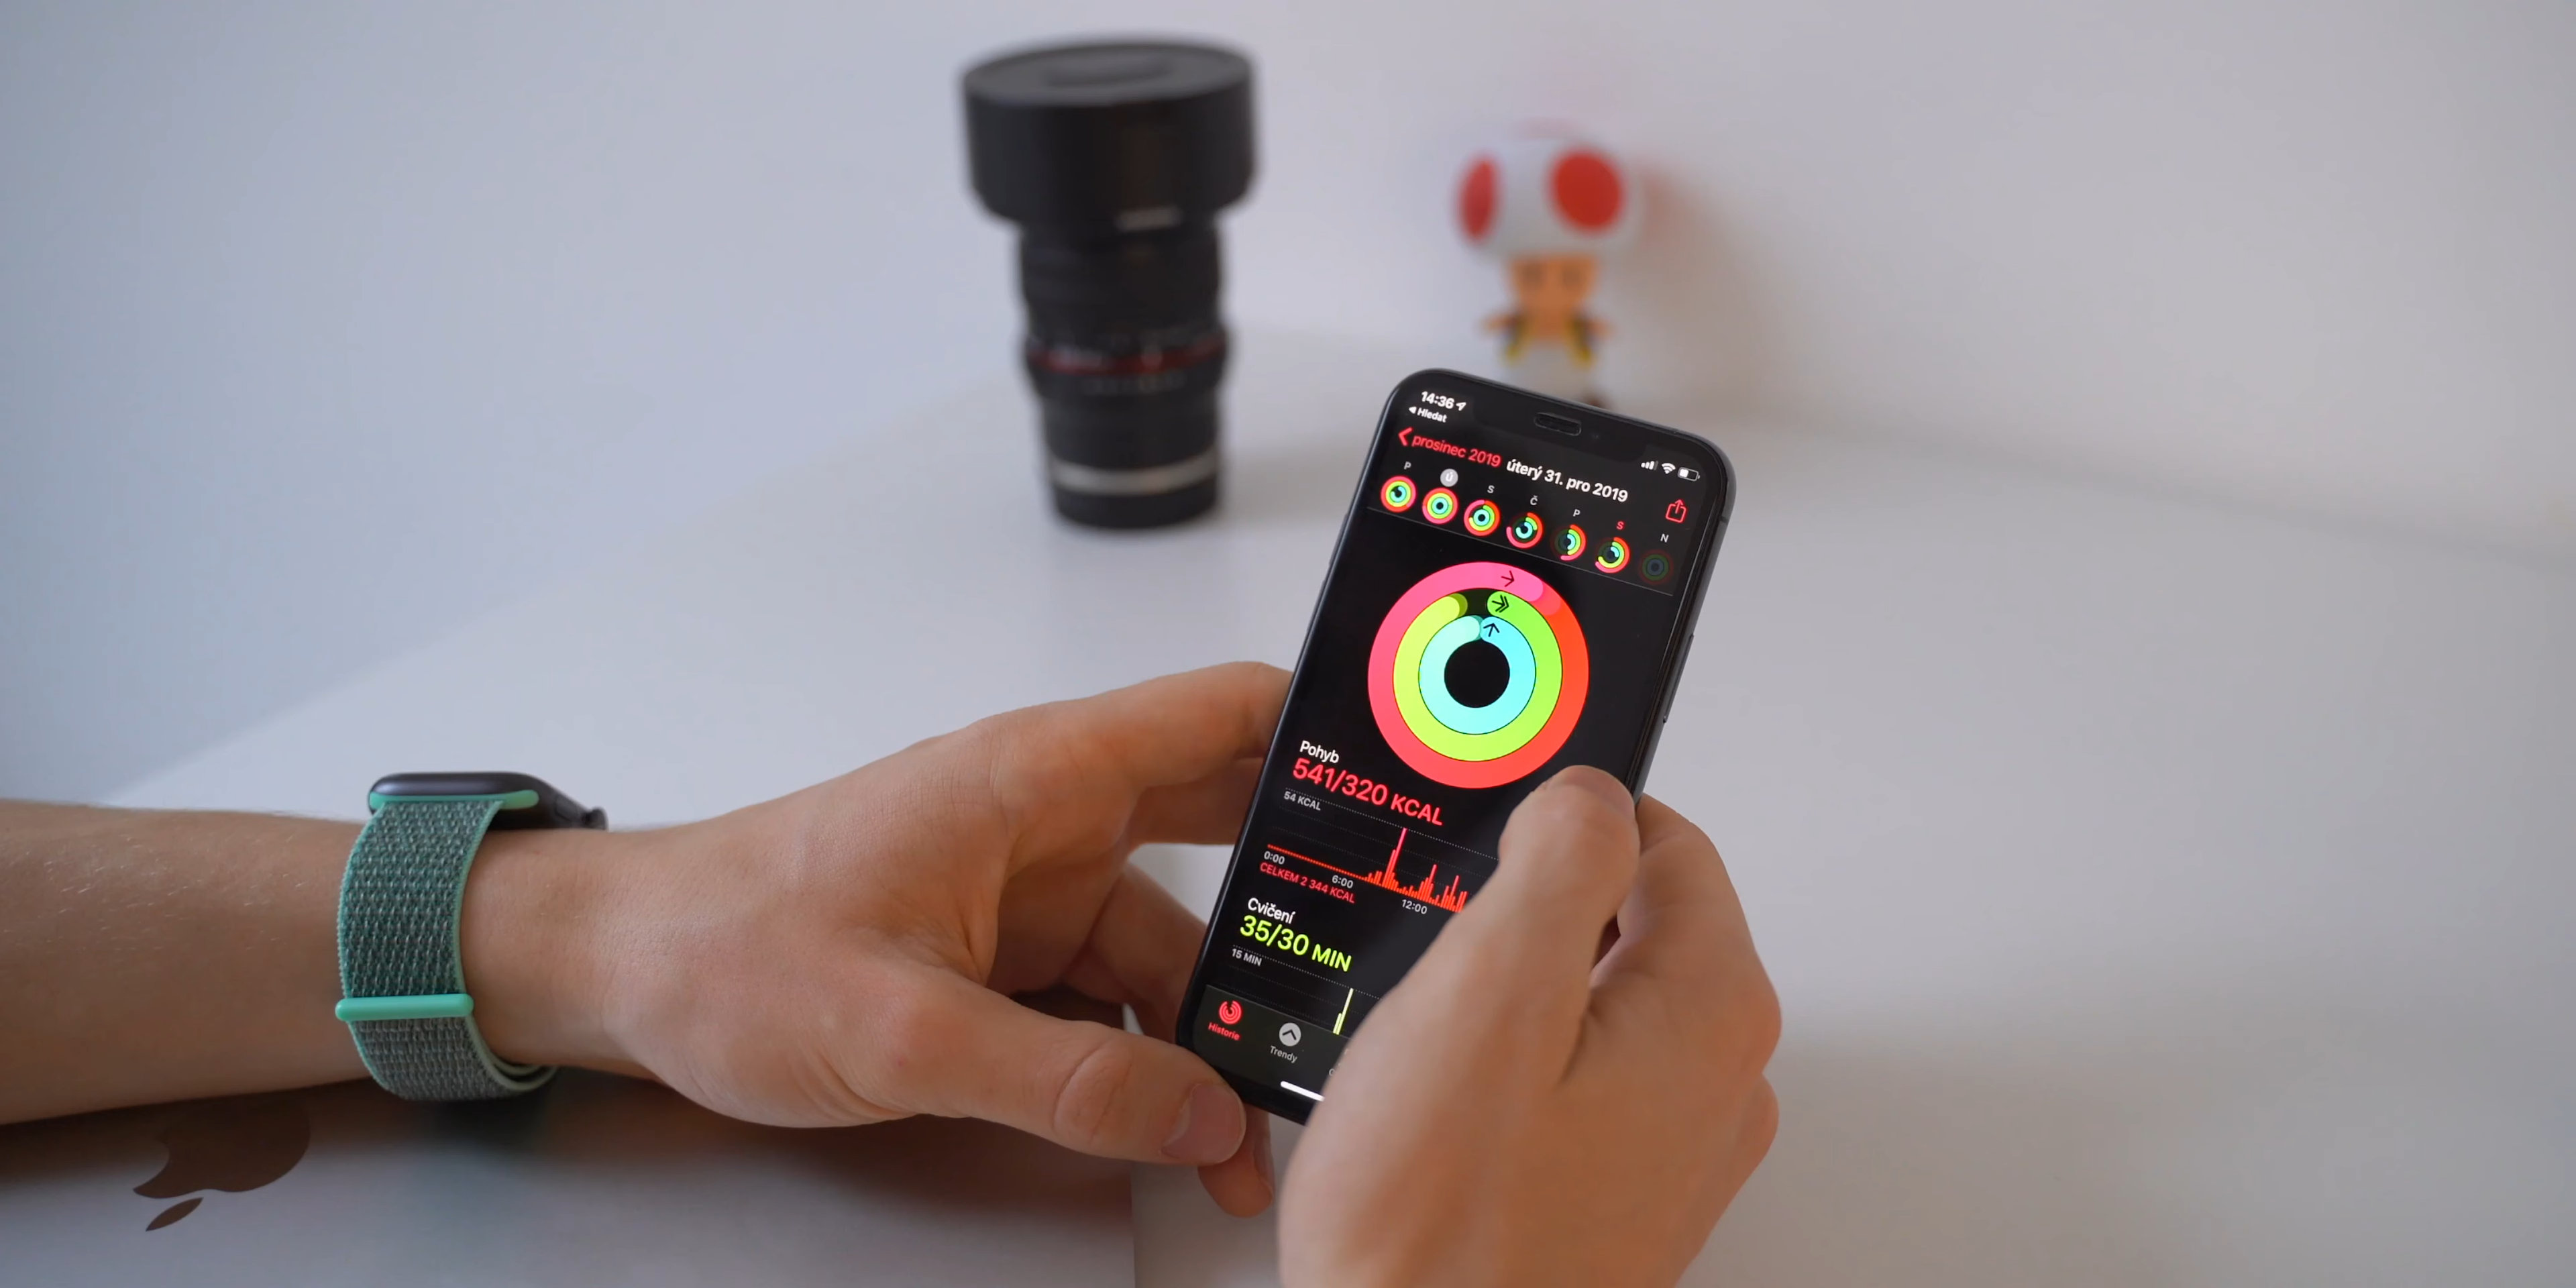 14:36
Hledat
prosinec 2019 úterý 31. pro 2019
P Ú S Č P S N
Pohyb
541/320 KCAL
54 KCAL
0:00 6:00 12:00
CELKEM 2 344 KCAL
Cvičení
35/30 MIN
15 MIN
Historie Trendy